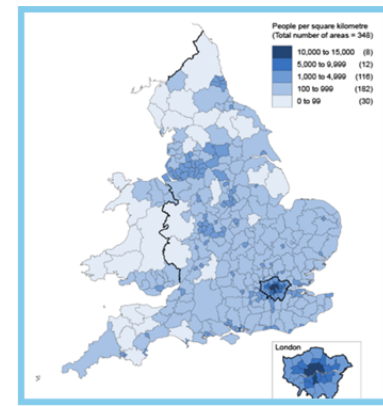 People per square kilometre
(Total number of areas = 348)
10,000 to 15,000 (8)
5,000 to 9,999 (12)
1,000 to 4,999 (116)
100 to 999 (182)
0 to 99 (30)
London